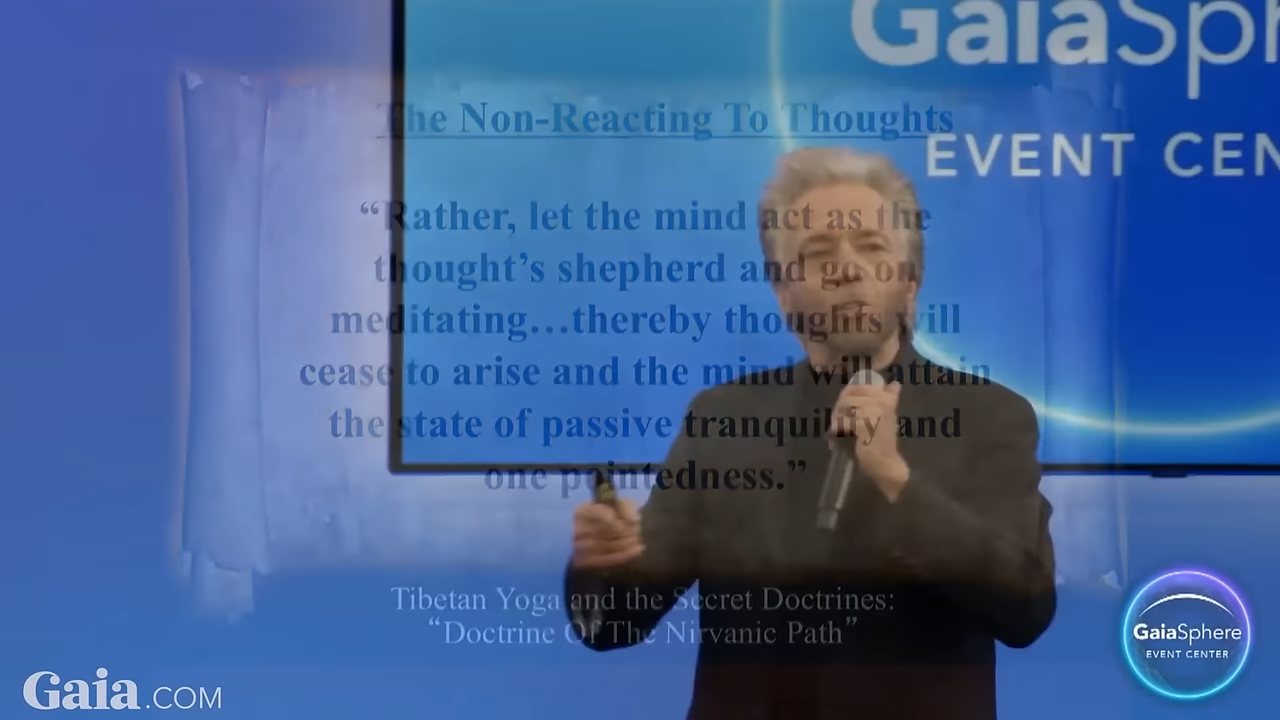 GaiaSphere
EVENT CEN
The Non-Reacting To Thoughts
“Rather, let the mind act as the
thought’s shepherd and go on
meditating...thereby thoughts will
cease to arise and the mind will attain
the state of passive tranquility and
one pointedness.”
Tibetan Yoga and the Secret Doctrines:
“Doctrine Of The Nirvanic Path”
GaiaSphere
EVENT CENTER
Gaia.COM